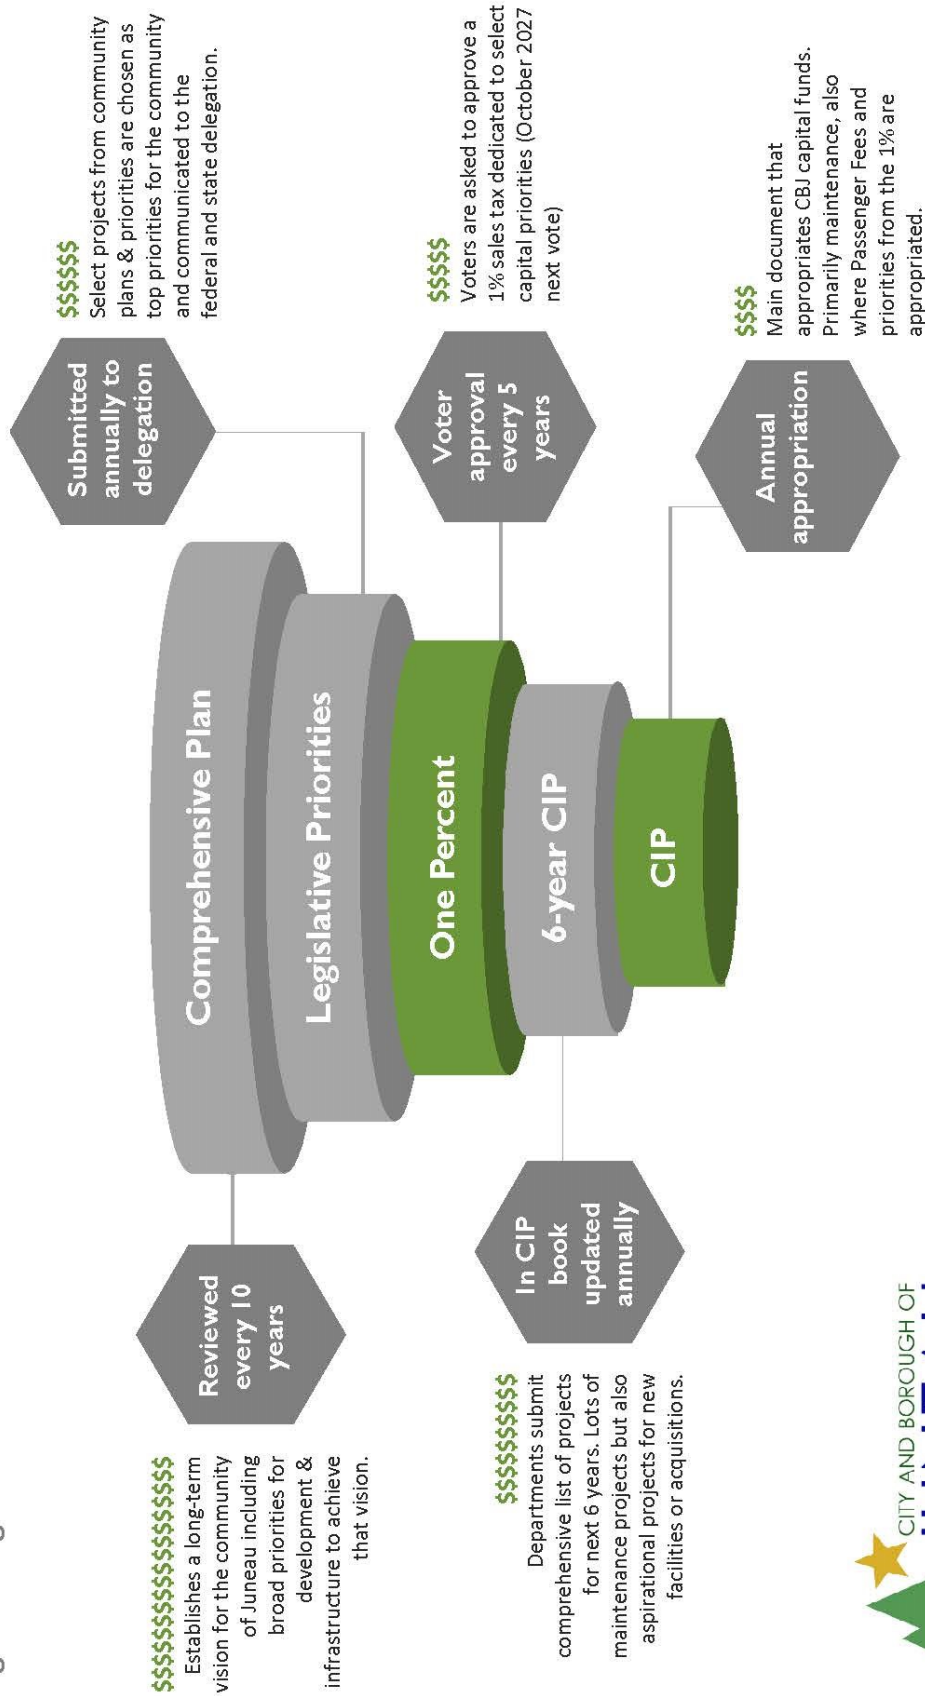 $$$$$$$$$$$$$$$$$$
Establishes a long-term
vision for the community
of Juneau including
broad priorities for
development &
infrastructure to achieve
that vision.
Reviewed
every 10
years
Comprehensive Plan
Legislative Priorities
One Percent
6-year CIP
CIP
Submitted
annually to
delegation
$$$$$$
Select projects from community
plans & priorities are chosen as
top priorities for the community
and communicated to the
federal and state delegation.
Voter
approval
every 5
years
$$$$$
Voters are asked to approve a
1% sales tax dedicated to select
capital priorities (October 2027
next vote)
$$$$$$$$$$
Departments submit
comprehensive list of projects
for next 6 years. Lots of
maintenance projects but also
aspirational projects for new
facilities or acquisitions.
In CIP
book
updated
annually
Annual
appropriation
$$$$
Main document that
appropriates CBJ capital funds.
Primarily maintenance, also
where Passenger Fees and
priorities from the 1% are
appropriated.
CITY AND BOROUGH OF